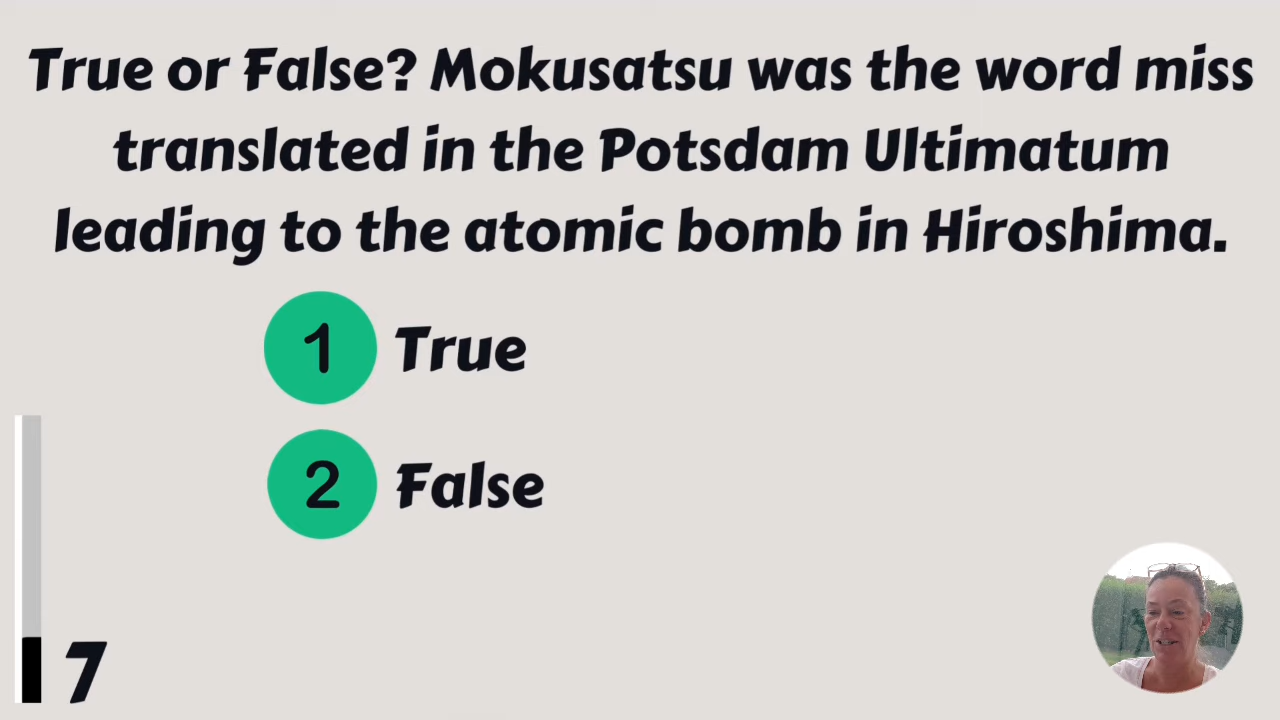 True or False? Mokusatsu was the word miss
translated in the Potsdam Ultimatum
leading to the atomic bomb in Hiroshima.
1 True
2 False
7